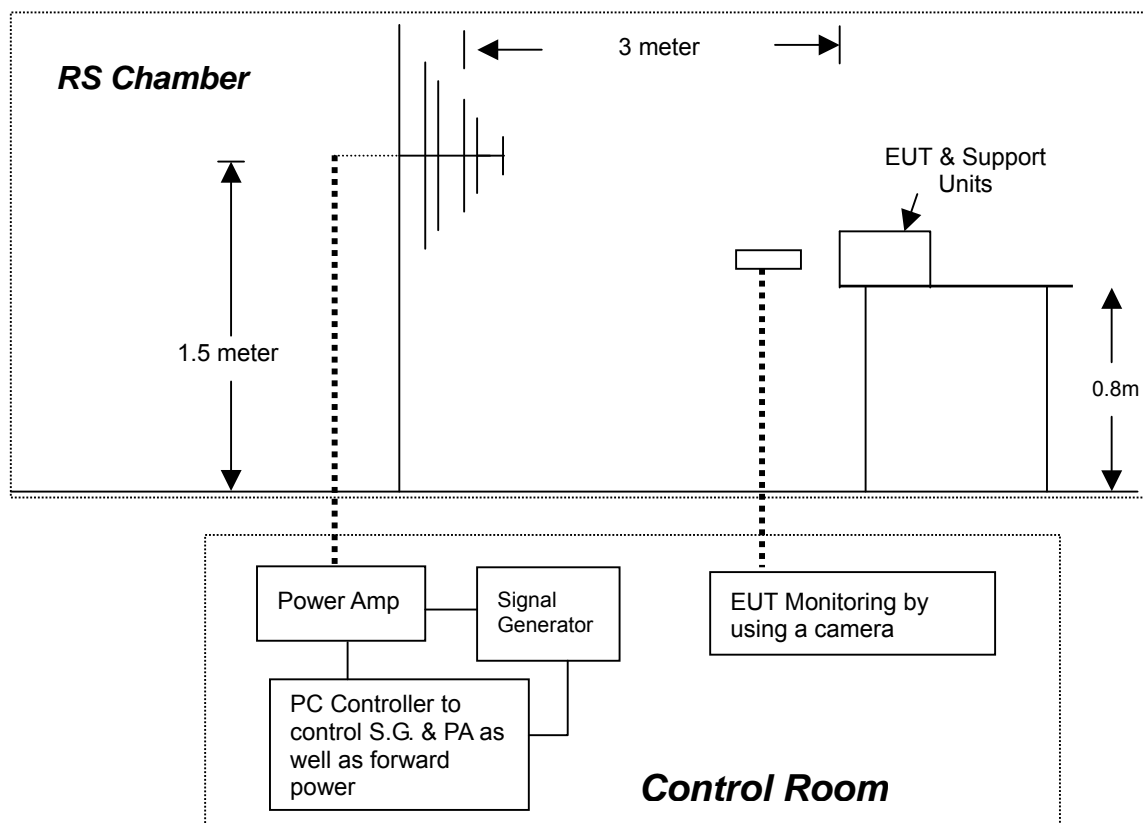 3 meter
RS Chamber
EUT & Support
Units
1.5 meter
0.8m
Power Amp
Signal
Generator
EUT Monitoring by
using a camera
PC Controller to
control S.G. & PA as
well as forward
power
Control Room